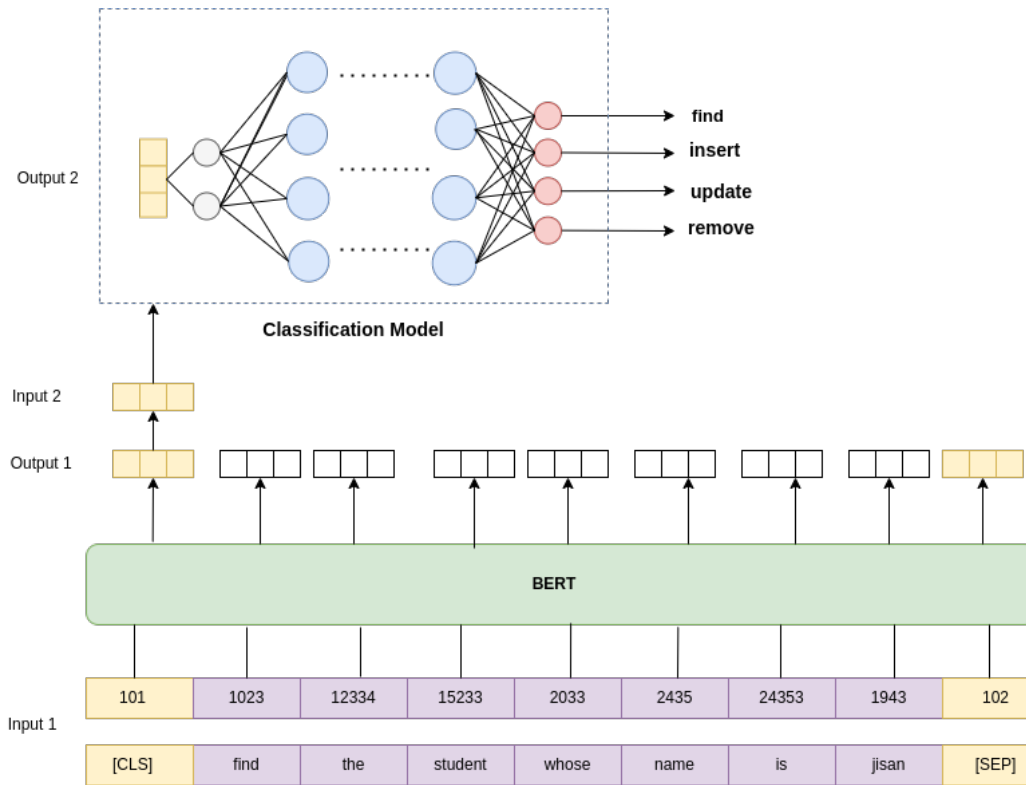 find
insert
Output 2
update
remove
Classification Model
Input 2
Output 1
BERT
101 1023 12334 15233 2033 2435 24353 1943 102
Input 1
[CLS] find the student whose name is jisan [SEP]